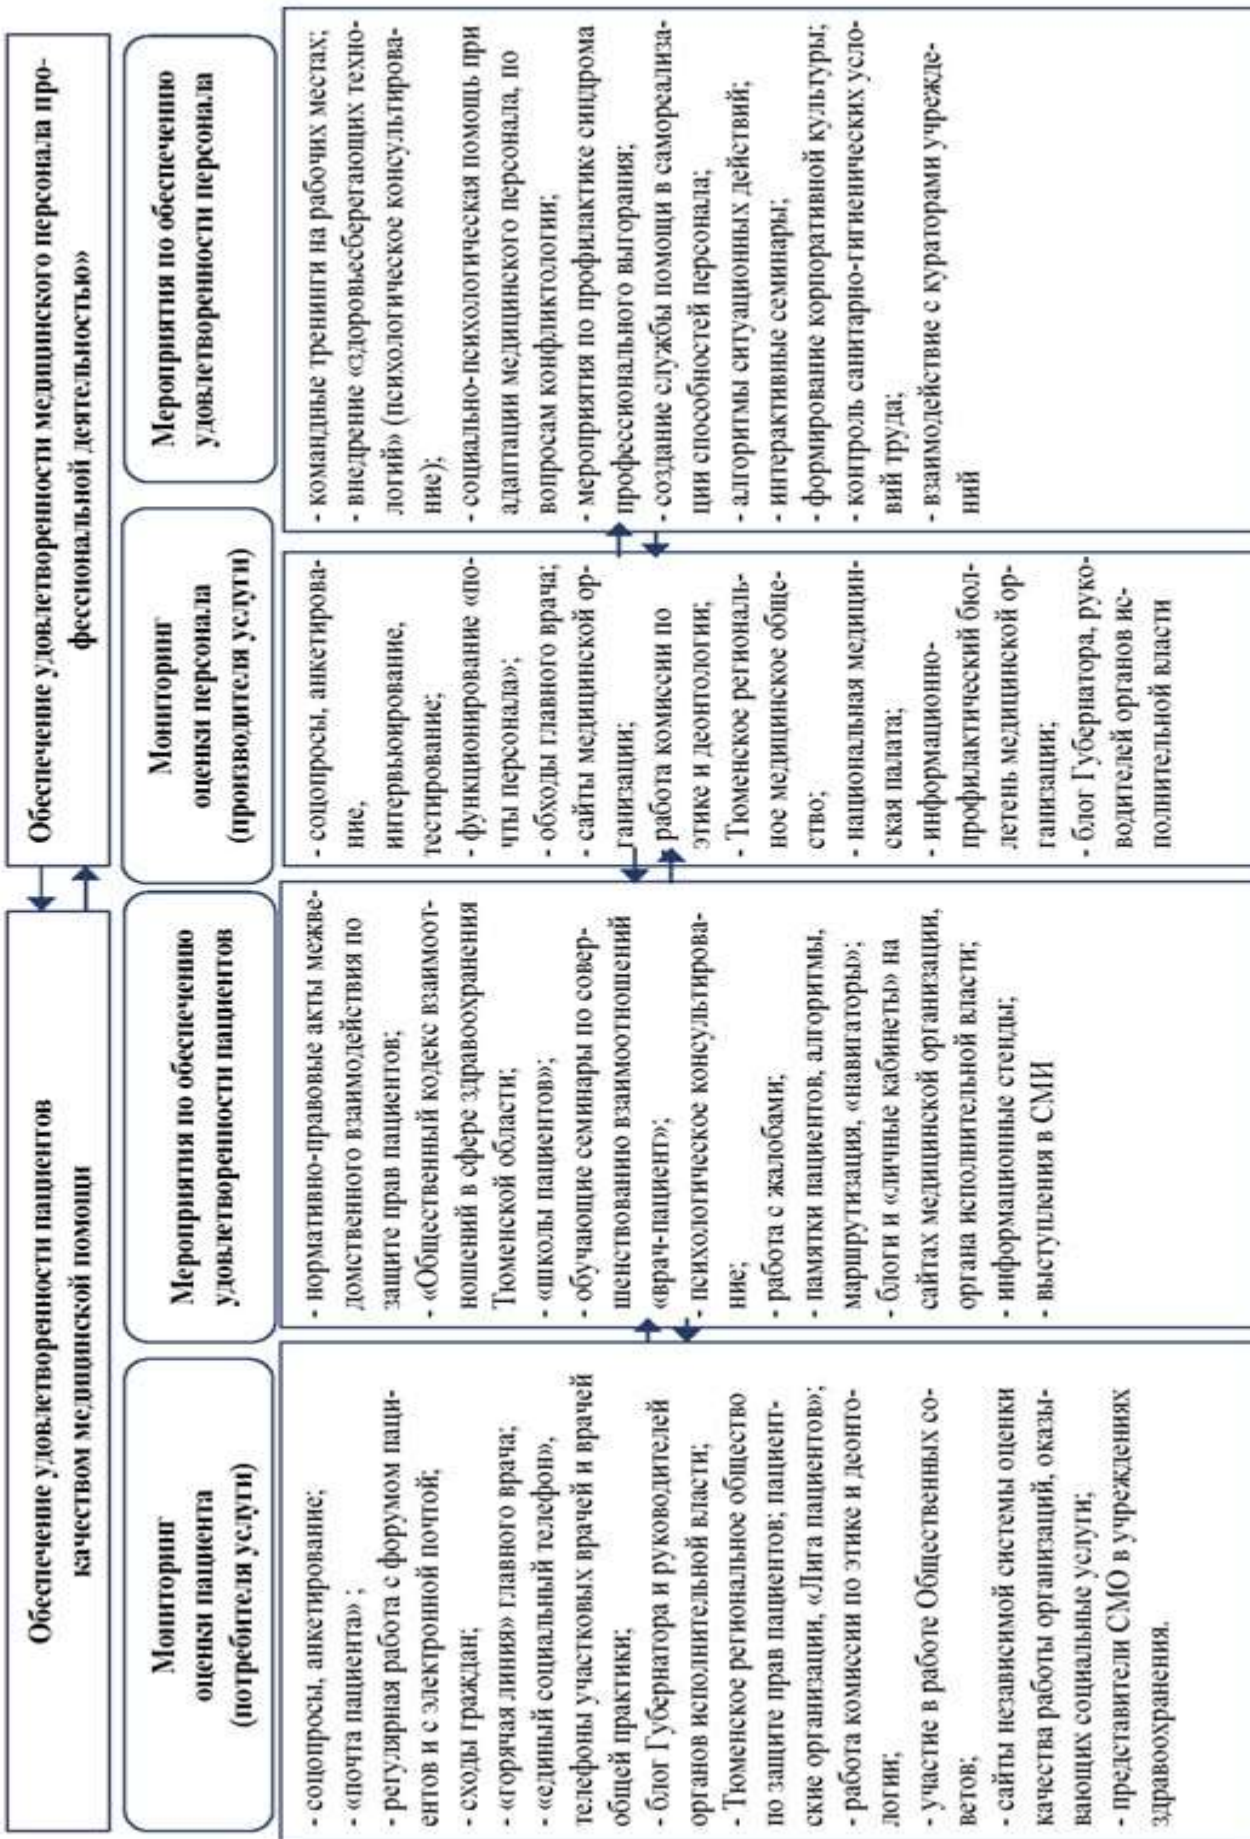 Обеспечение удовлетворенности пациентов
качеством медицинской помощи
Обеспечение удовлетворенности медицинского персонала про-
фессиональной деятельностью»
Мониторинг
оценки пациента
(потребителя услуги)
Мероприятия по обеспечению
удовлетворенности пациентов
Мониторинг
оценки персонала
(производителя услуги)
Мероприятия по обеспечению
удовлетворенности персонала
- соцопросы, анкетирование;
- «почта пациента» ;
- регулярная работа с форумом паци-
ентов и с электронной почтой;
- сходы граждан;
- «горячая линия» главного врача;
- «единый социальный телефон»,
телефоны участковых врачей и врачей
общей практики;
- блог Губернатора и руководителей
органов исполнительной власти;
- Тюменское региональное общество
по защите прав пациентов; пациент-
ские организации, «Лига пациентов»;
- работа комиссии по этике и деонто-
логии;
- участие в работе Общественных со-
ветов;
- сайты независимой системы оценки
качества работы организаций, оказы-
вающих социальные услуги;
- представители СМО в учреждениях
здравоохранения.
- нормативно-правовые акты межве-
домственного взаимодействия по
защите прав пациентов;
- «Общественный кодекс взаимоот-
ношений в сфере здравоохранения
Тюменской области;
- «школы пациентов»;
- обучающие семинары по совер-
шенствованию взаимоотношений
«врач-пациент»;
- психологическое консультирова-
ние;
- работа с жалобами;
- памятки пациентов, алгоритмы,
маршрутизация, «навигаторы»;
- блоги и «личные кабинеты» на
сайтах медицинской организации,
органа исполнительной власти;
- информационные стенды;
- выступления в СМИ
- соцопросы, анкетирова-
ние,
интервьюирование,
тестирование;
- функционирование «по-
чты персонала»;
- обходы главного врача;
- сайты медицинской ор-
ганизации;
- работа комиссии по
этике и деонтологии;
- Тюменское региональ-
ное медицинское обще-
ство;
- национальная медицин-
ская палата;
- информационно-
профилактический бюл-
летень медицинской ор-
ганизации;
- блог Губернатора, руко-
водителей органов ис-
полнительной власти
- командные тренинги на рабочих местах;
- внедрение «здоровьесберегающих техно-
логий» (психологическое консультирова-
ние);
- социально-психологическая помощь при
адаптации медицинского персонала, по
вопросам конфликтологии;
- мероприятия по профилактике синдрома
профессионального выгорания;
- создание службы помощи в самореализа-
ции способностей персонала;
- алгоритмы ситуационных действий;
- интерактивные семинары;
- формирование корпоративной культуры;
- контроль санитарно-гигиенических усло-
вий труда;
- взаимодействие с кураторами учрежде-
ний